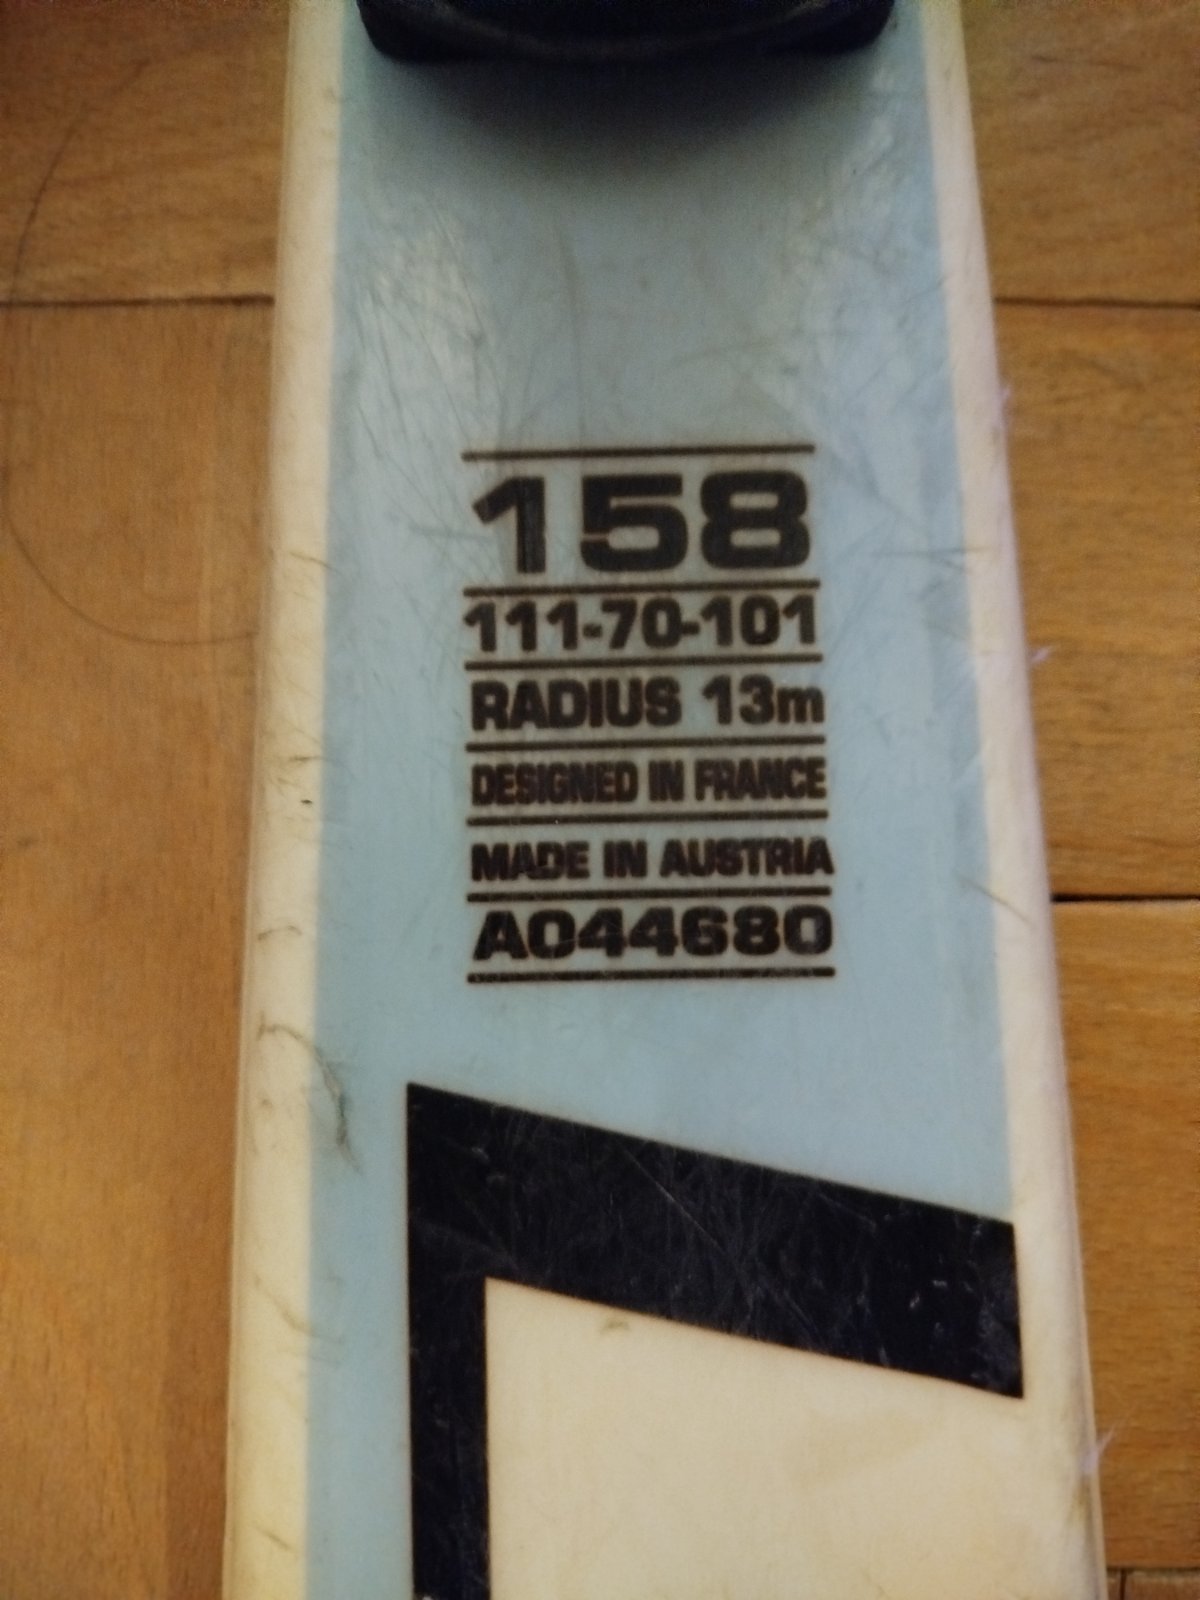 158
111-70-101
RADIUS 13m
DESIGNED IN FRANCE
MADE IN AUSTRIA
A044680